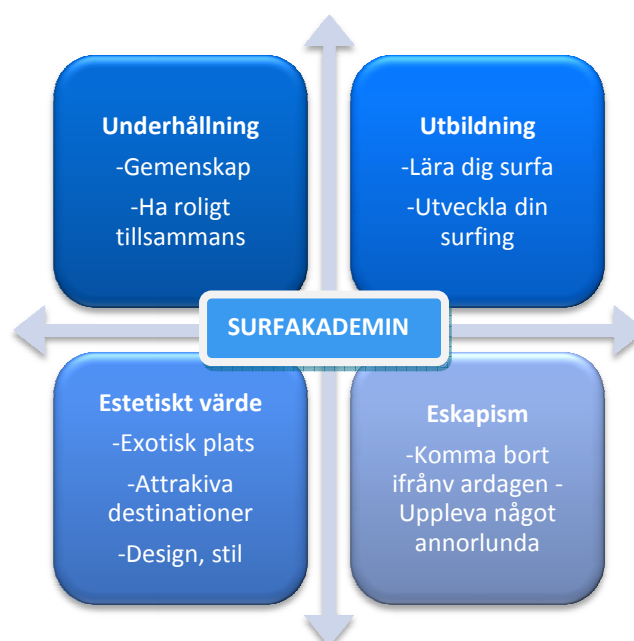 Underhållning
-Gemenskap
-Ha roligt
tillsammans
Utbildning
-Lära dig surfa
-Utveckla din
surfing
SURFAKADEMIN
Estetiskt värde
-Exotisk plats
-Attrakiva
destinationer
-Design, stil
Eskapism
-Komma bort
ifrånv ardagen -
Uppleva något
annorlunda